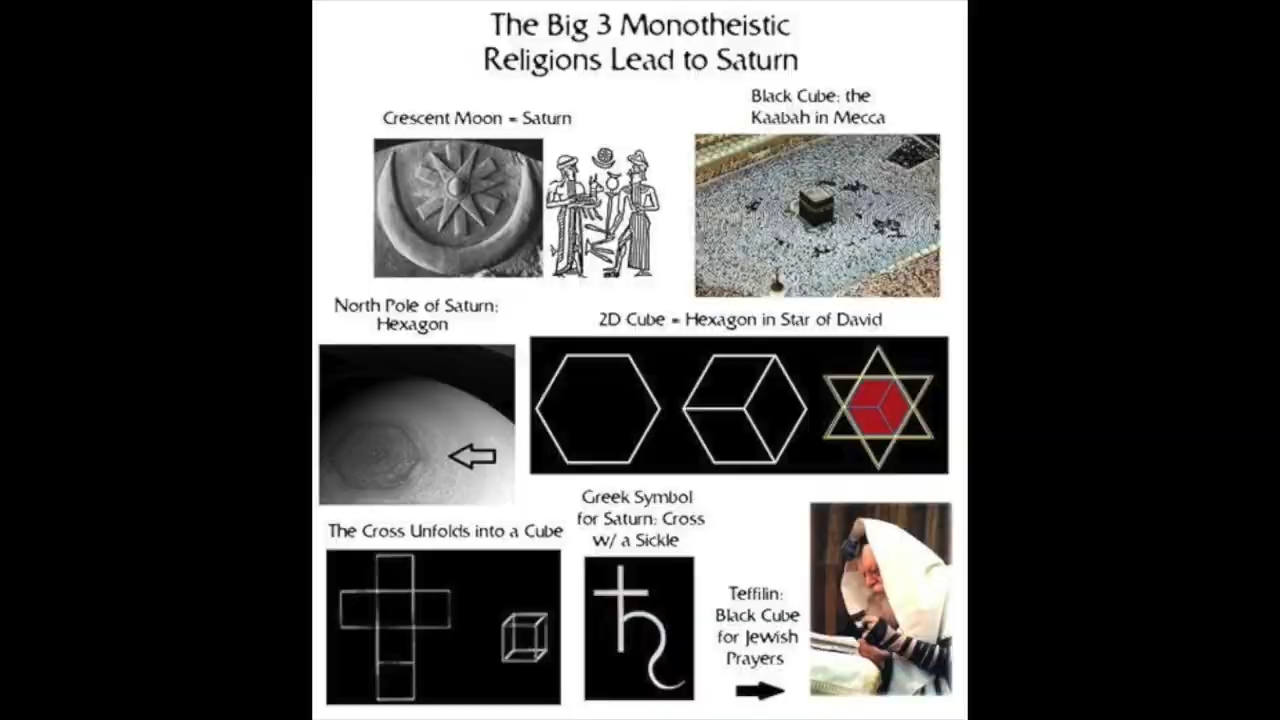 The Big 3 Monotheistic
Religions Lead to Saturn
Crescent Moon = Saturn
Black Cube: the
Kaabah in Mecca
North Pole of Saturn:
Hexagon
2D Cube = Hexagon in Star of David
The Cross Unfolds into a Cube
Greek Symbol
for Saturn: Cross
w/ a Sickle
Teffilin:
Black Cube
for Jewish
Prayers